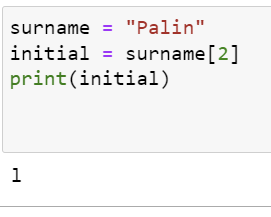 surname = "Palin"
initial = surname[2]
print(initial)
l